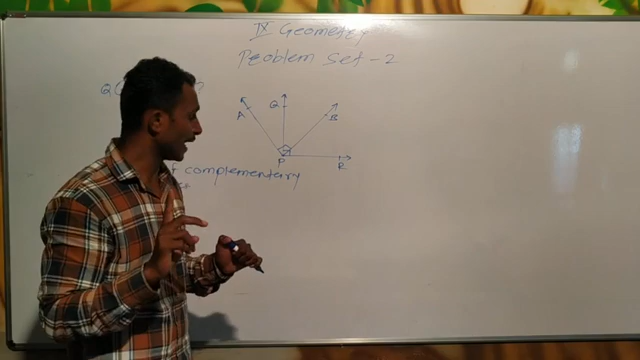 IX Geometry
Problem Set - 2
Q ?
A
Q
B
P
R
complementary